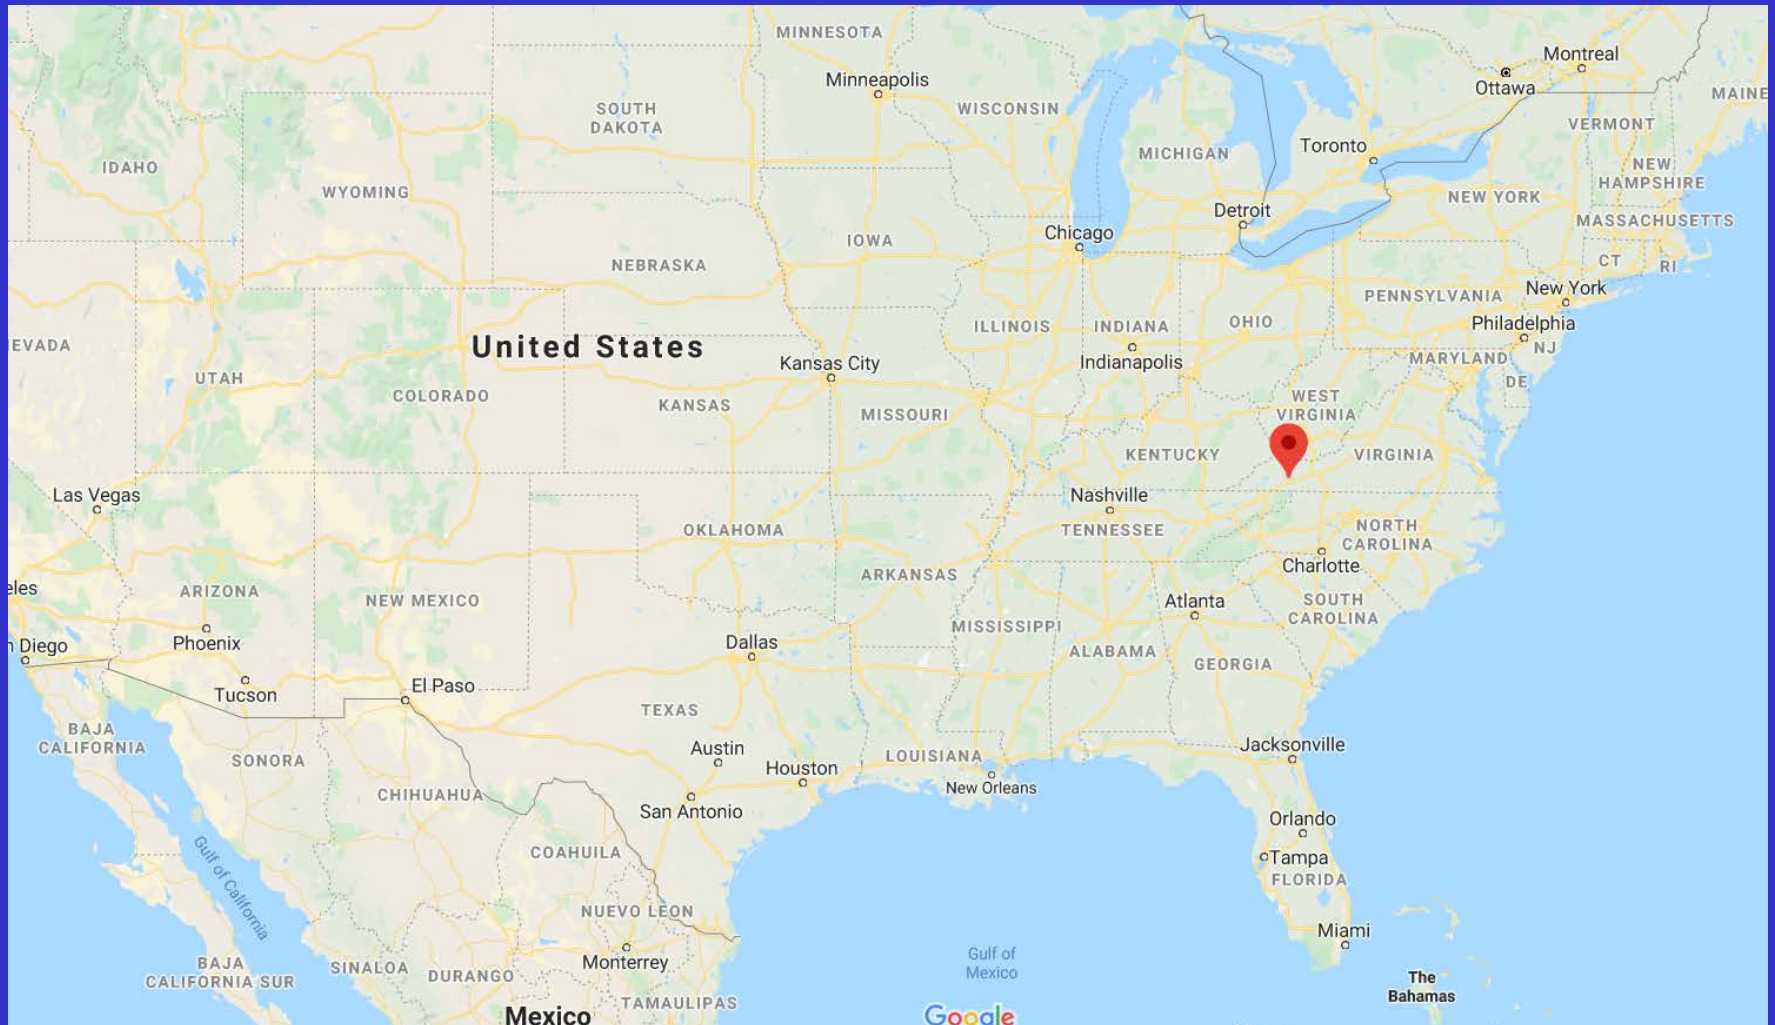 MINNESOTA
Montreal
Minneapolis
Ottawa
MAINE
SOUTH
DAKOTA
WISCONSIN
VERMONT
MICHIGAN
Toronto
IDAHO
NEW
HAMPSHIRE
WYOMING
NEW YORK
Detroit
MASSACHUSETTS
Chicago
IOWA
NEBRASKA
CT
RI
PENNSYLVANIA
New York
ILLINOIS
INDIANA
OHIO
Philadelphia
EVADA
United States
NJ
Kansas City
Indianapolis
MARYLAND
UTAH
DE
COLORADO
KANSAS
MISSOURI
WEST
VIRGINIA
KENTUCKY
VIRGINIA
Las Vegas
Nashville
OKLAHOMA
TENNESSEE
NORTH
CAROLINA
Charlotte
ARKANSAS
eles
ARIZONA
NEW MEXICO
Atlanta
SOUTH
CAROLINA
MISSISSIPPI
Phoenix
Dallas
n Diego
ALABAMA
GEORGIA
El Paso
Tucson
TEXAS
BAJA
CALIFORNIA
Austin
Jacksonville
SONORA
LOUISIANA
Houston
New Orleans
CHIHUAHUA
San Antonio
Orlando
COAHUILA
Tampa
Gulf of California
FLORIDA
NUEVO LEON
Miami
Gulf of
Mexico
Monterrey
BAJA
CALIFORNIA SUR
SINALOA
DURANGO
The
Bahamas
TAMAULIPAS
Mexico
Google